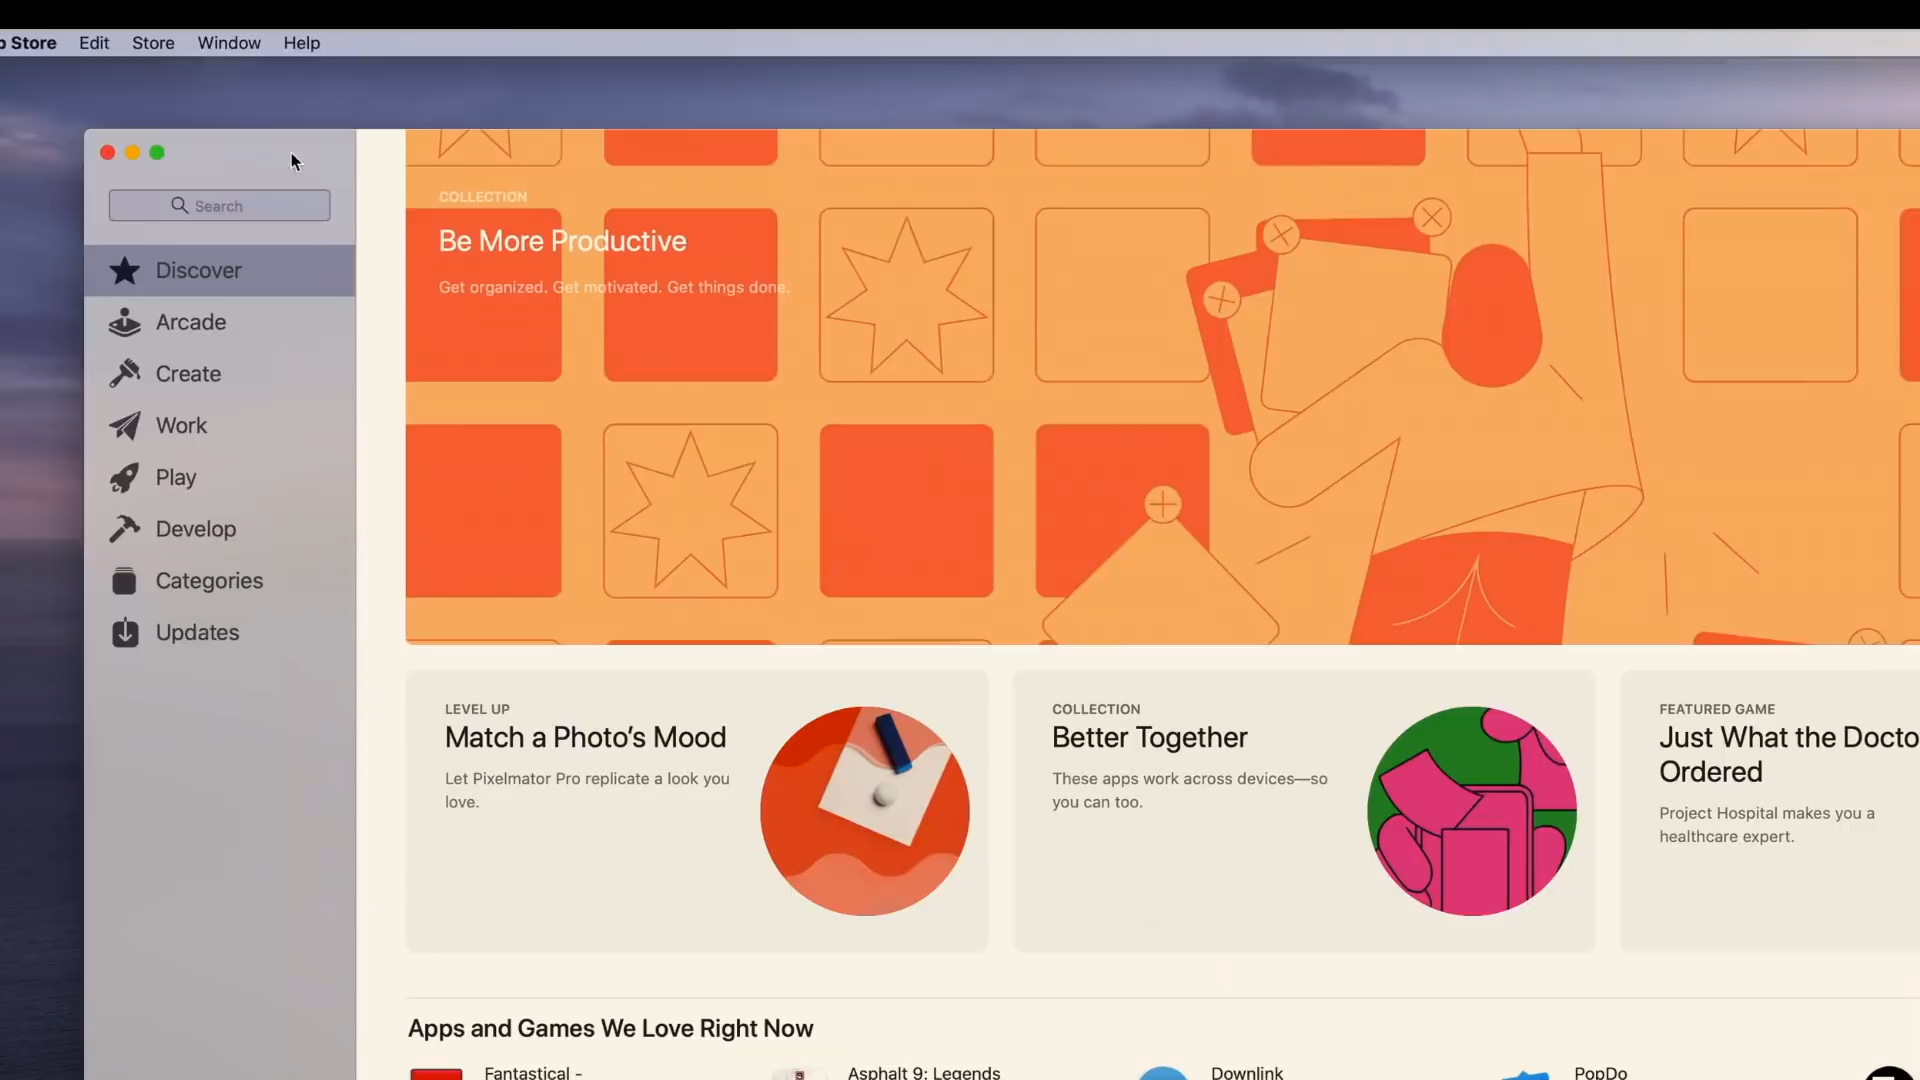 Store
Edit
Store
Window
Help
Search
Discover
Arcade
Create
Work
Play
Develop
Categories
Updates
COLLECTION
Be More Productive
Get organized. Get motivated. Get things done.
LEVEL UP
Match a Photo’s Mood
Let Pixelmator Pro replicate a look you
love.
COLLECTION
Better Together
These apps work across devices—so
you can too.
FEATURED GAME
Just What the Docto
Ordered
Project Hospital makes you a
healthcare expert.
Apps and Games We Love Right Now
Fantastical -
Asphalt 9: Legends
Downlink
PopDo